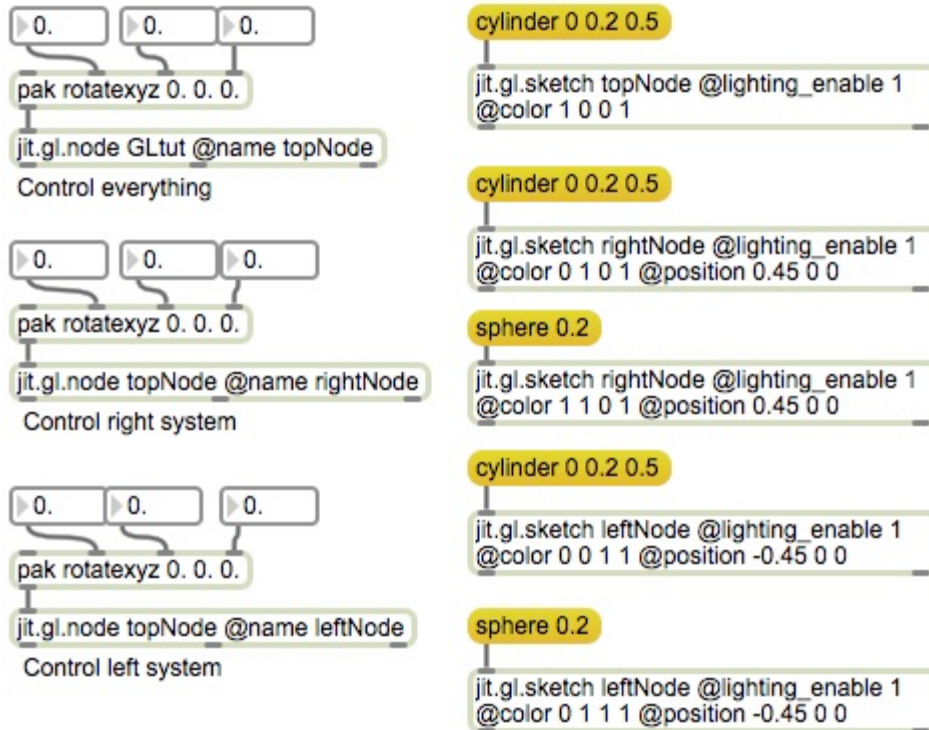 0. 0. 0.
pak rotatexyz 0. 0. 0.
jit.gl.node GLtut @name topNode
Control everything
0. 0. 0.
pak rotatexyz 0. 0. 0.
jit.gl.node topNode @name rightNode
Control right system
0. 0. 0.
pak rotatexyz 0. 0. 0.
jit.gl.node topNode @name leftNode
Control left system
cylinder 0 0.2 0.5
jit.gl.sketch topNode @lighting_enable 1
@color 1 0 0 1
cylinder 0 0.2 0.5
jit.gl.sketch rightNode @lighting_enable 1
@color 0 1 0 1 @position 0.45 0 0
sphere 0.2
jit.gl.sketch rightNode @lighting_enable 1
@color 1 1 0 1 @position 0.45 0 0
cylinder 0 0.2 0.5
jit.gl.sketch leftNode @lighting_enable 1
@color 0 0 1 1 @position -0.45 0 0
sphere 0.2
jit.gl.sketch leftNode @lighting_enable 1
@color 0 1 1 1 @position -0.45 0 0